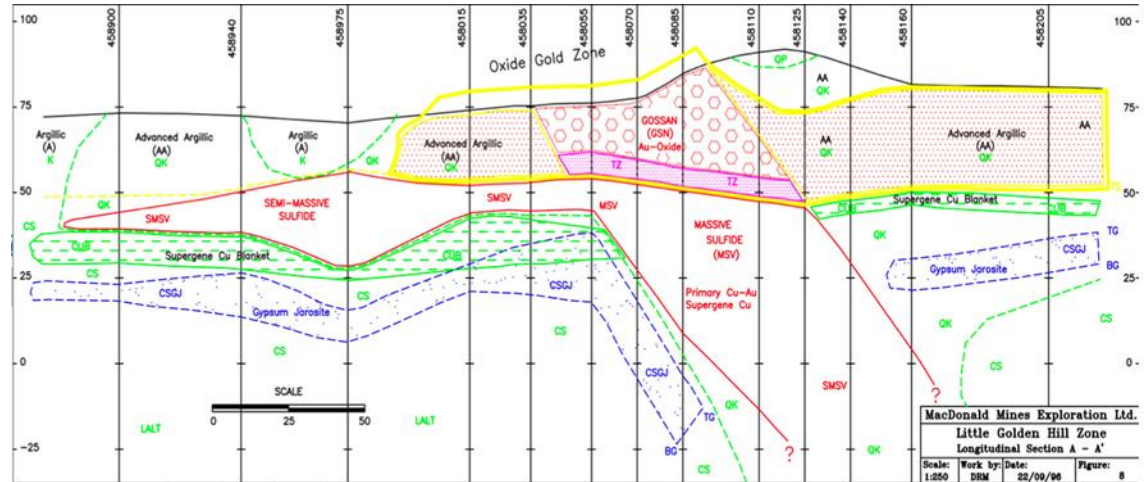 100
75
50
25
0
-25
458900
458940
458975
458015
458035
458055
458070
458085
458110
458125
458140
458160
458205
100
75
50
25
0
-25
Oxide Gold Zone
QP
AA
QK
Argillic
(A)
K
Advanced Argillic
(AA)
QK
Argillic
(A)
K
QK
Advanced Argillic
(AA)
QK
GOSSAN
(GSN)
Au-Oxide
TZ
TZ
AA
QK
Advanced Argillic
(AA)
QK
AA
QK
SMSV
SEMI-MASSIVE
SULFIDE
SMSV
MSV
MASSIVE
SULFIDE
(MSV)
Primary Cu-Au
Supergene Cu
Supergene Cu Blanket
CUB
CUB
CS
CUB
Supergene Cu Blanket
CUB
CS
CS
CSGJ
Gypsum Jarosite
CSGJ
CS
CS
CSGJ
TG
BG
QK
CS
QK
TG
CSGJ
BG
Gypsum Jarosite
QK
CS
CS
SMSV
QK
?
?
LALT
LALT
SCALE
0 25 50
MacDonald Mines Exploration Ltd.
Little Golden Hill Zone
Longitudinal Section A - A'
Scale: Work by: Date: Figure:
1:250 DRM 22/09/96 8